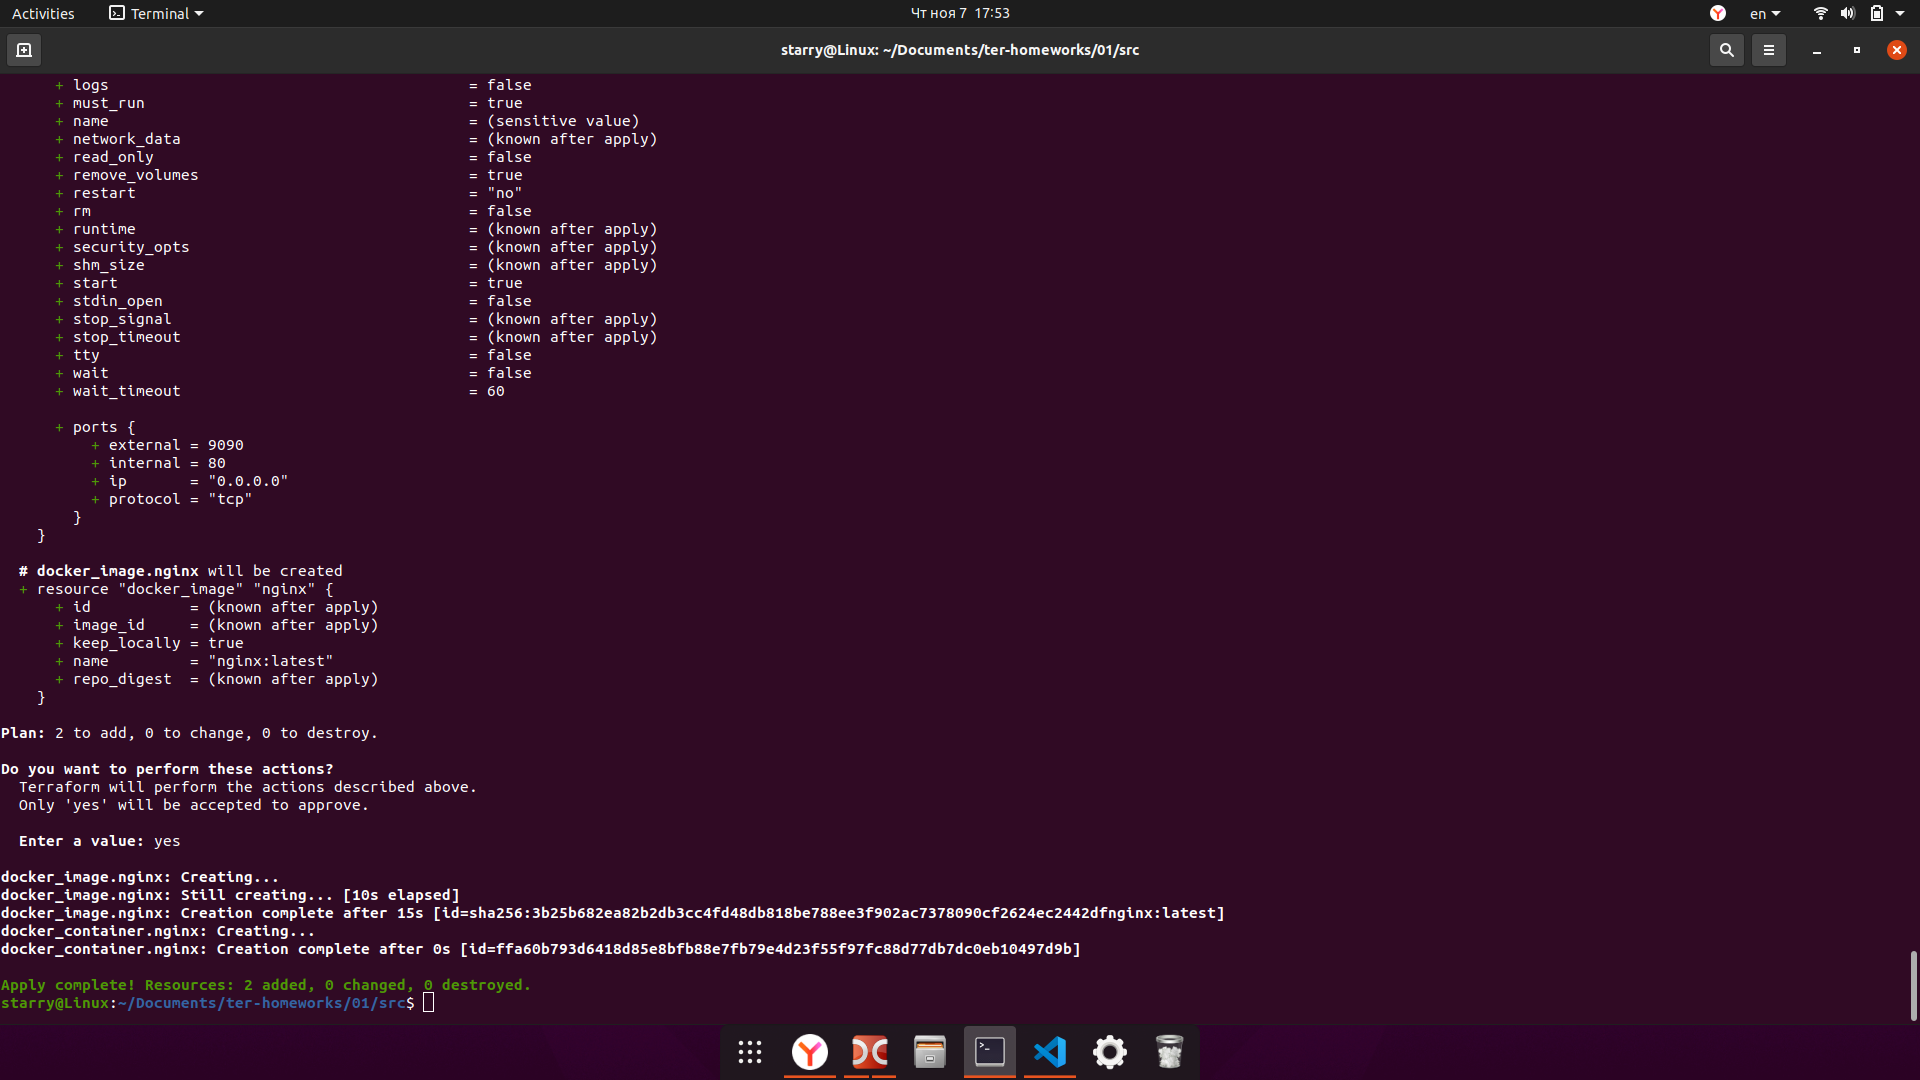 Activities Terminal Чт ноя 7 17:53 en
starry@Linux: ~/Documents/ter-homeworks/01/src
+ logs = false
+ must_run = true
+ name = (sensitive value)
+ network_data = (known after apply)
+ read_only = false
+ remove_volumes = true
+ restart = "no"
+ rm = false
+ runtime = (known after apply)
+ security_opts = (known after apply)
+ shm_size = (known after apply)
+ start = true
+ stdin_open = false
+ stop_signal = (known after apply)
+ stop_timeout = (known after apply)
+ tty = false
+ wait = false
+ wait_timeout = 60
+ ports {
+ external = 9090
+ internal = 80
+ ip = "0.0.0.0"
+ protocol = "tcp"
}
}
# docker_image.nginx will be created
+ resource "docker_image" "nginx" {
+ id = (known after apply)
+ image_id = (known after apply)
+ keep_locally = true
+ name = "nginx:latest"
+ repo_digest = (known after apply)
}
Plan: 2 to add, 0 to change, 0 to destroy.
Do you want to perform these actions?
Terraform will perform the actions described above.
Only 'yes' will be accepted to approve.
Enter a value: yes
docker_image.nginx: Creating...
docker_image.nginx: Still creating... [10s elapsed]
docker_image.nginx: Creation complete after 15s [id=sha256:3b25b682ea82b2db3cc4fd48db818be788ee3f902ac7378090cf2624ec2442dfnginx:latest]
docker_container.nginx: Creating...
docker_container.nginx: Creation complete after 0s [id=ffa60b793d6418d85e8bfb88e7fb79e4d23f55f97fc88d77db7dc0eb10497d9b]
Apply complete! Resources: 2 added, 0 changed, 0 destroyed.
starry@Linux:~/Documents/ter-homeworks/01/src$